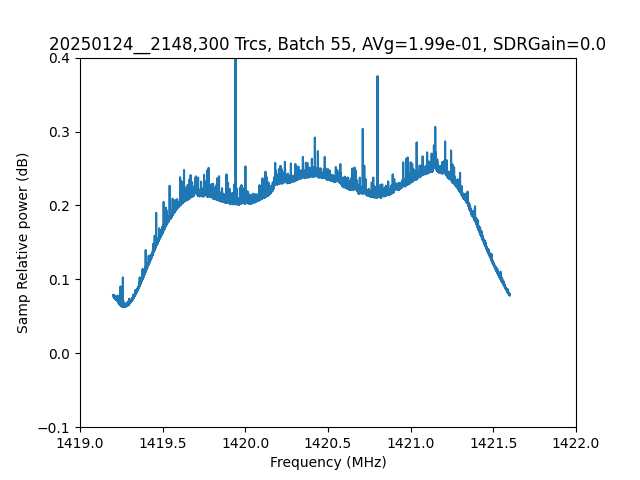 20250124__2148,300 Trcs, Batch 55, AVg=1.99e-01, SDRGain=0.0
0.4
0.3
0.2
0.1
0.0
−0.1
Samp Relative power (dB)
1419.0 1419.5 1420.0 1420.5 1421.0 1421.5 1422.0
Frequency (MHz)